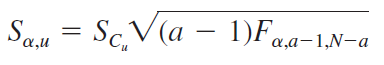 S_{α,u} = S_{C_u}√(a − 1)F_{α,a−1,N−a}